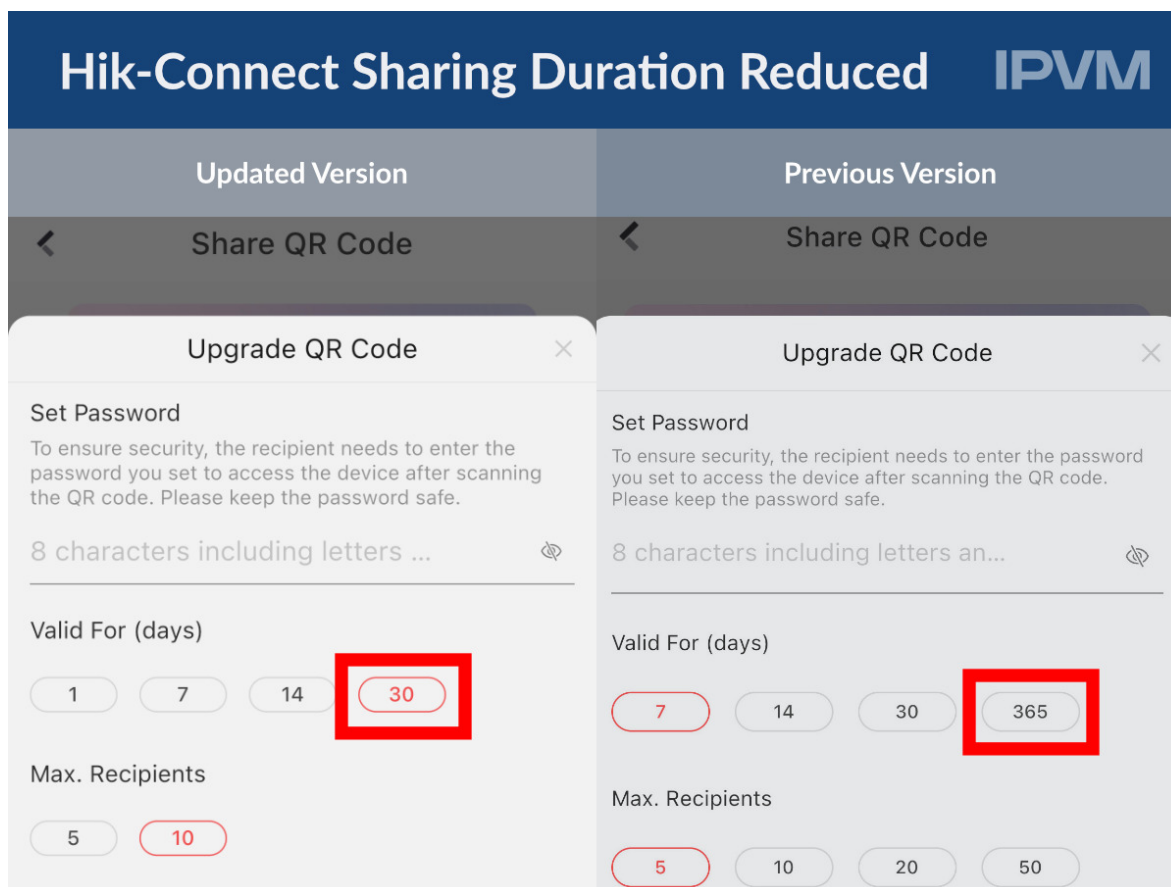 Hik-Connect Sharing Duration Reduced
IPVM
Updated Version
Share QR Code
Upgrade QR Code
Set Password
To ensure security, the recipient needs to enter the
password you set to access the device after scanning
the QR code. Please keep the password safe.
8 characters including letters ...
Valid For (days)
1 7 14 30
Max. Recipients
5 10
Previous Version
Share QR Code
Upgrade QR Code
Set Password
To ensure security, the recipient needs to enter the password
you set to access the device after scanning the QR code.
Please keep the password safe.
8 characters including letters an...
Valid For (days)
7 14 30 365
Max. Recipients
5 10 20 50